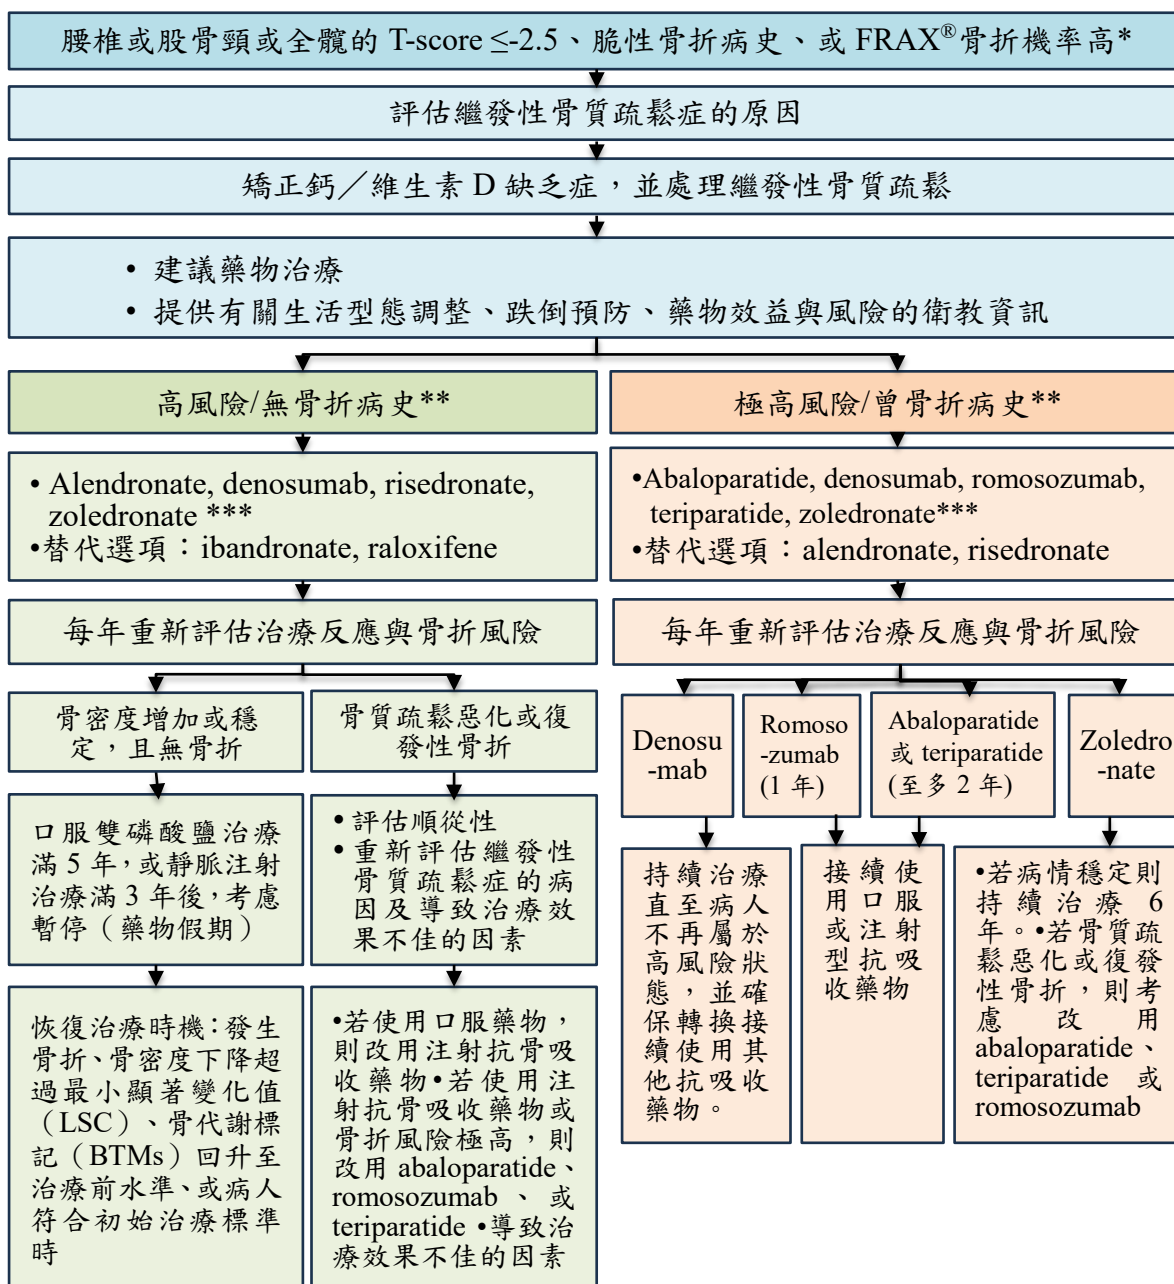 腰椎或股骨頸或全髖的 T-score ≤-2.5、脆性骨折病史、或 FRAX®骨折機率高*
評估繼發性骨質疏鬆症的原因
矯正鈣／維生素 D 缺乏症，並處理繼發性骨質疏鬆
• 建議藥物治療
• 提供有關生活型態調整、跌倒預防、藥物效益與風險的衛教資訊
高風險/無骨折病史**
• Alendronate, denosumab, risedronate,
zoledronate ***
•替代選項：ibandronate, raloxifene
每年重新評估治療反應與骨折風險
骨密度增加或穩
定，且無骨折
口服雙磷酸鹽治療
滿 5 年，或靜脈注射
治療滿 3 年後，考慮
暫停（藥物假期）
恢復治療時機：發生
骨折、骨密度下降超
過最小顯著變化值
（LSC）、骨代謝標
記（BTMs）回升至
治療前水準、或病人
符合初始治療標準
時
骨質疏鬆惡化或復
發性骨折
• 評估順從性
• 重新評估繼發性
骨質疏鬆症的病
因及導致治療效
果不佳的因素
•若使用口服藥物，
則改用注射抗骨吸
收藥物•若使用注
射抗骨吸收藥物或
骨折風險極高，則
改用 abaloparatide、
romosozumab 、 或
teriparatide •導致治
療效果不佳的因素
極高風險/曾骨折病史**
•Abaloparatide, denosumab, romosozumab,
teriparatide, zoledronate***
•替代選項：alendronate, risedronate
每年重新評估治療反應與骨折風險
Denosu
-mab
持續治療
直至病人
不再屬於
高風險狀
態，並確
保轉換接
續使用其
他抗吸收
藥物。
Romoso
-zumab
(1 年)
Abaloparatide
或 teriparatide
(至多 2 年)
接續使
用口服
或注射
型抗吸
收藥物
Zoledro
-nate
•若病情穩定則
持續治療 6
年。•若骨質疏
鬆惡化或復發
性骨折，則考
慮改用
abaloparatide、
teriparatide 或
romosozumab